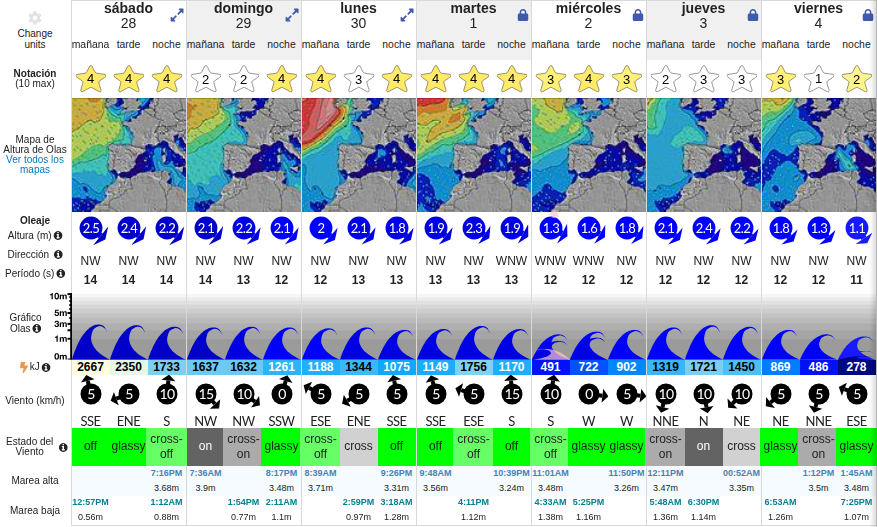 sábado domingo lunes martes miércoles jueves viernes
28 29 30 1 2 3 4
Change
units
mañana tarde noche mañana tarde noche mañana tarde noche mañana tarde noche mañana tarde noche mañana tarde noche mañana tarde noche
Notación
(10 max)
4 4 4 2 2 4 4 3 4 4 4 4 3 4 3 2 3 3 3 1 2
Mapa de
Altura de Olas
Ver todos los
mapas
Oleaje
Altura (m) 2.5 2.4 2.2 2.1 2.2 2.1 2 2.1 1.8 1.9 2.3 1.9 1.3 1.6 1.8 2.1 2.4 2.2 1.8 1.3 1.1
Dirección NW NW NW NW NW NW NW NW NW NW NW WNW WNW WNW NW NW NW NW NW NW NW
Período (s) 14 14 14 14 13 12 12 13 13 13 13 13 12 12 12 12 12 12 12 12 11
Gráfico
Olas
10m
5m
3m
1m
0m
kJ 2667 2350 1733 1637 1632 1261 1188 1344 1075 1149 1756 1170 491 722 902 1319 1721 1450 869 486 278
Viento (km/h) 5 5 10 15 10 0 5 5 5 5 5 15 10 0 5 10 10 10 5 5 5
SSE ENE S NW NW SSW ESE ENE SSE SSE ESE S S W W NNE N NE NE NNE ESE
Estado del
Viento
off glassy cross-off on cross-on glassy cross-off cross off off cross-off off cross-off glassy glassy cross-on on cross glassy cross-on glassy
Marea alta
7:16PM 7:36AM 8:17PM 8:39AM 9:26PM 9:48AM 10:39PM 11:01AM 11:50PM 12:11PM 00:52AM 1:12PM 1:45AM
3.68m 3.9m 3.48m 3.71m 3.31m 3.56m 3.24m 3.48m 3.26m 3.47m 3.35m 3.5m 3.48m
Marea baja
12:57PM 1:12AM 1:54PM 2:11AM 2:59PM 3:18AM 4:11PM 4:33AM 5:25PM 5:48AM 6:30PM 6:53AM 7:25PM
0.56m 0.88m 0.77m 1.1m 0.97m 1.28m 1.12m 1.38m 1.16m 1.36m 1.14m 1.26m 1.07m